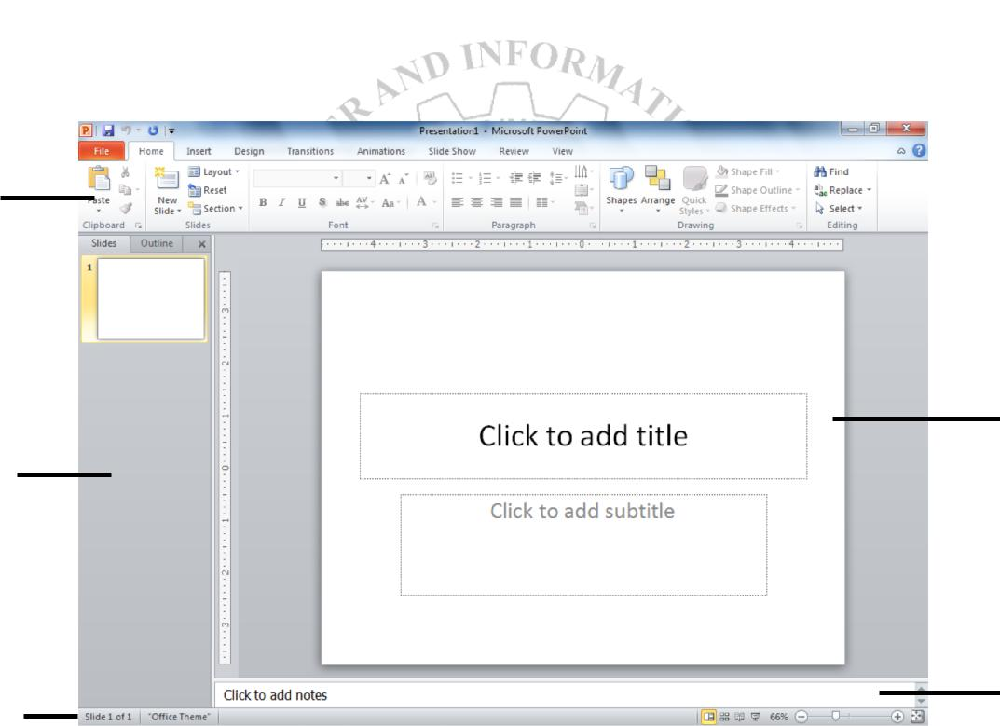 R AND INFORMATI
Presentation1 - Microsoft PowerPoint
File Home Insert Design Transitions Animations Slide Show Review View
Paste New Slide Layout Reset Section
B I U S abc AV Aa A
Shapes Arrange Quick Styles Shape Fill Shape Outline Shape Effects
Find Replace Select
Clipboard Slides Font Paragraph Drawing Editing
Slides Outline
4 3 2 1 0 1 2 3 4
1
3 2 1 0 1 2 3
Click to add title
Click to add subtitle
Click to add notes
Slide 1 of 1 "Office Theme" 66%